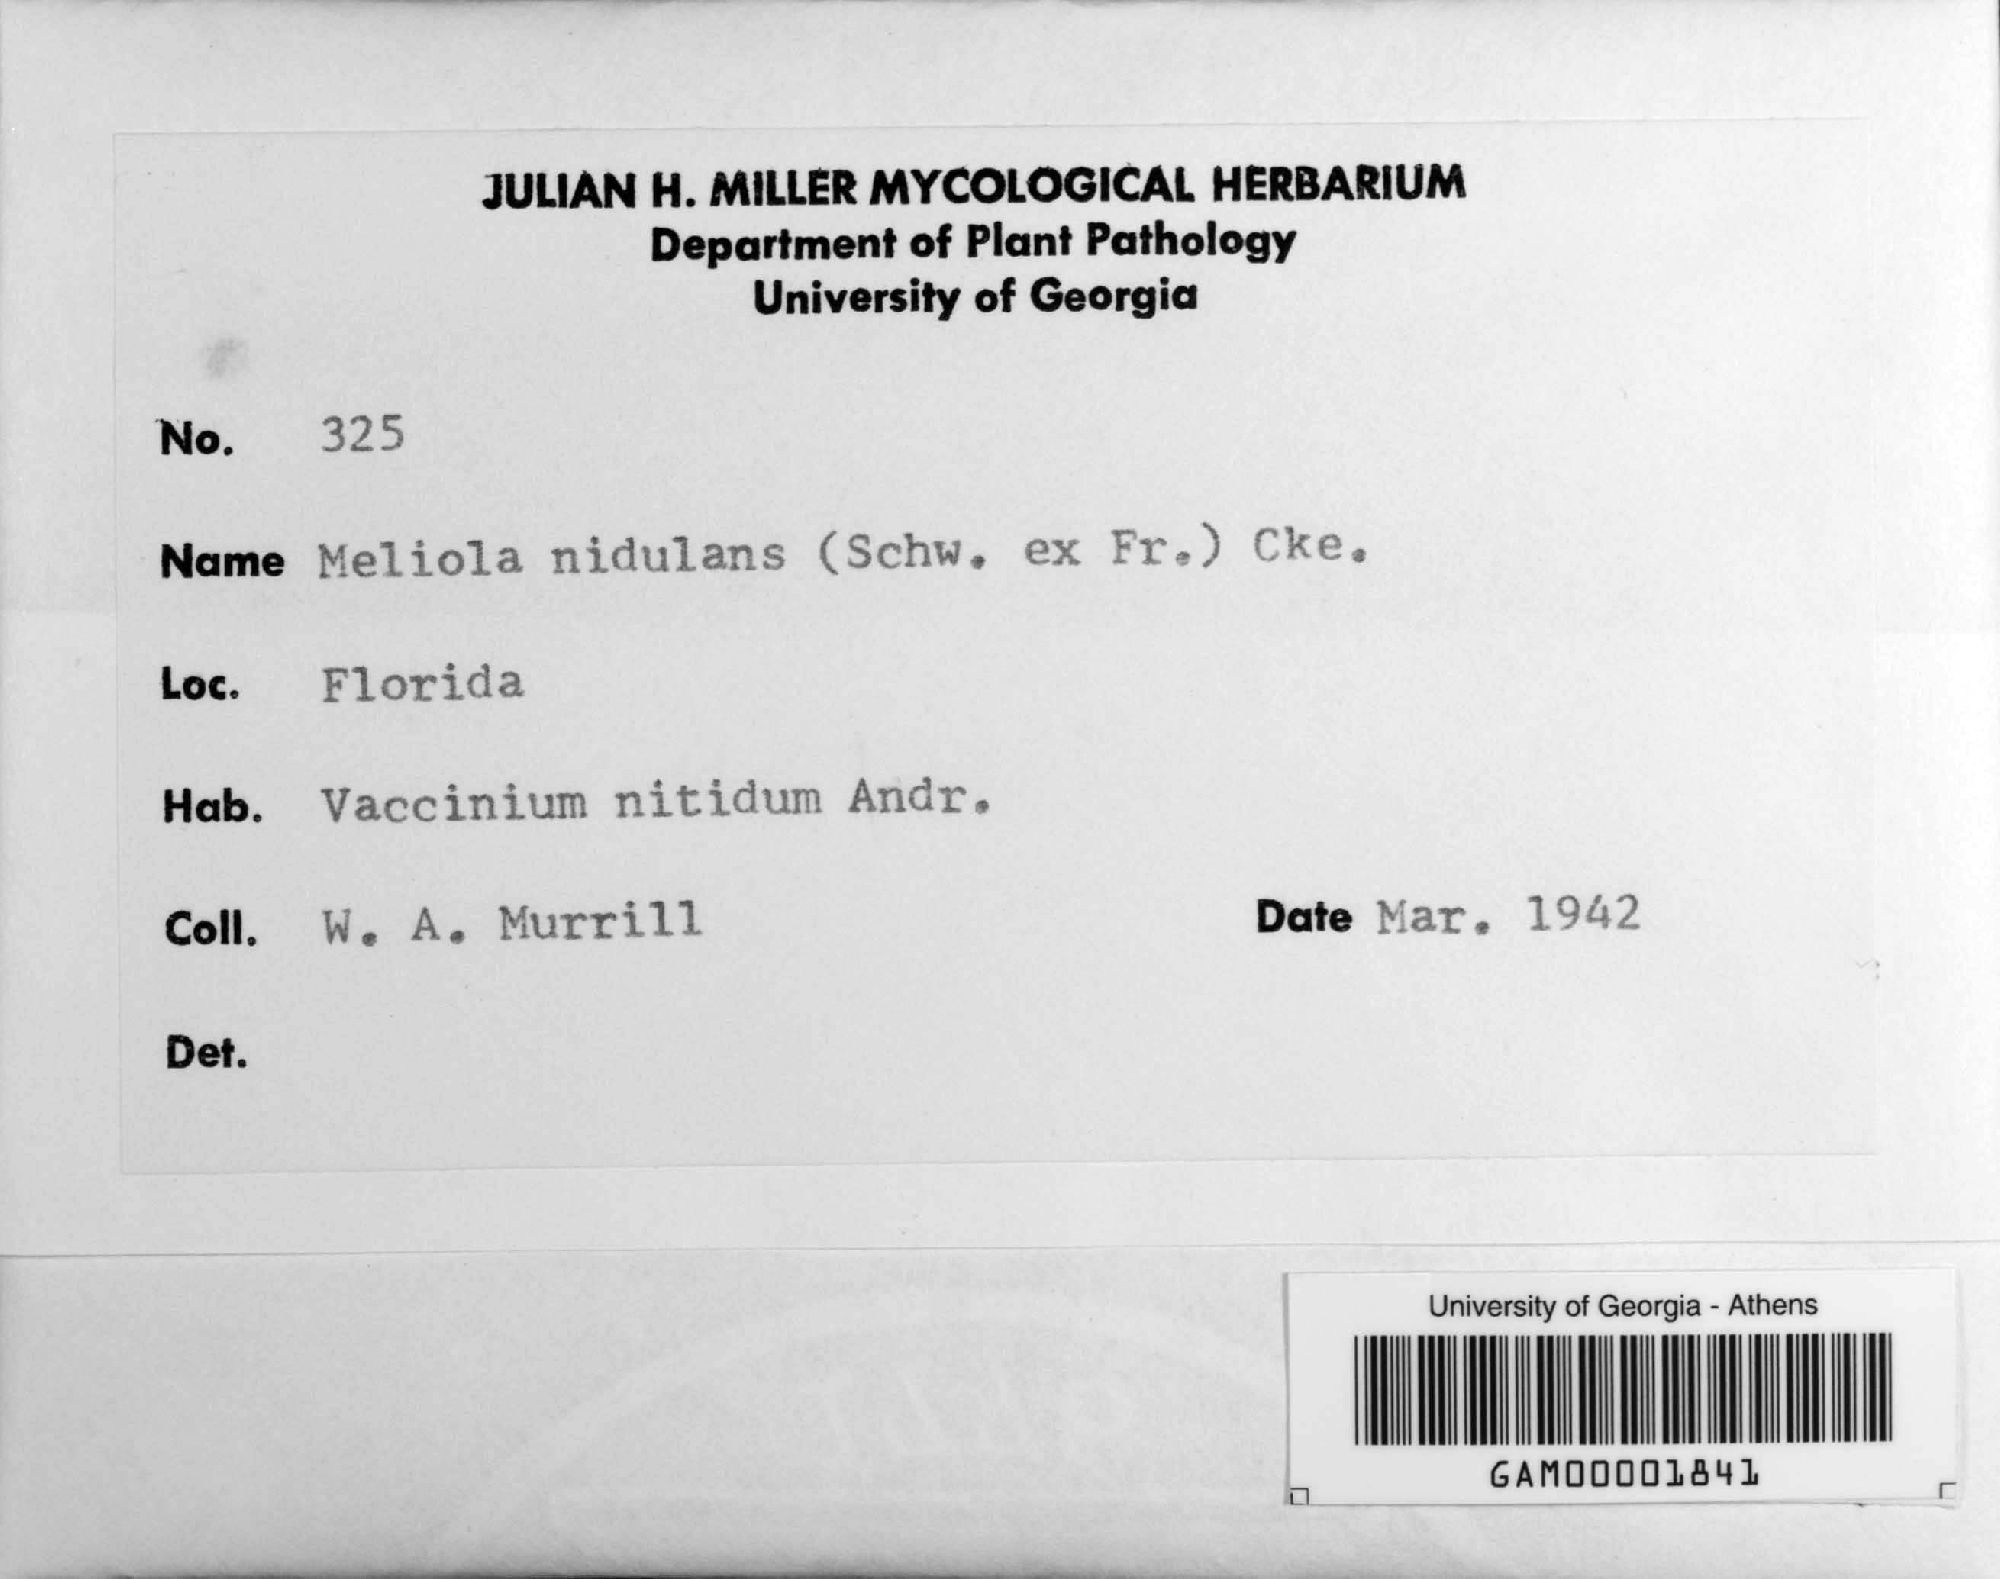 JULIAN H. MILLER MYCOLOGICAL HERBARIUM
Department of Plant Pathology
University of Georgia
No. 325
Name Meliola nidulans (Schw. ex Fr.) Cke.
Loc. Florida
Hab. Vaccinium nitidum Andr.
Coll. W. A. Murrill Date Mar. 1942
Det.
University of Georgia - Athens
GAM00001841